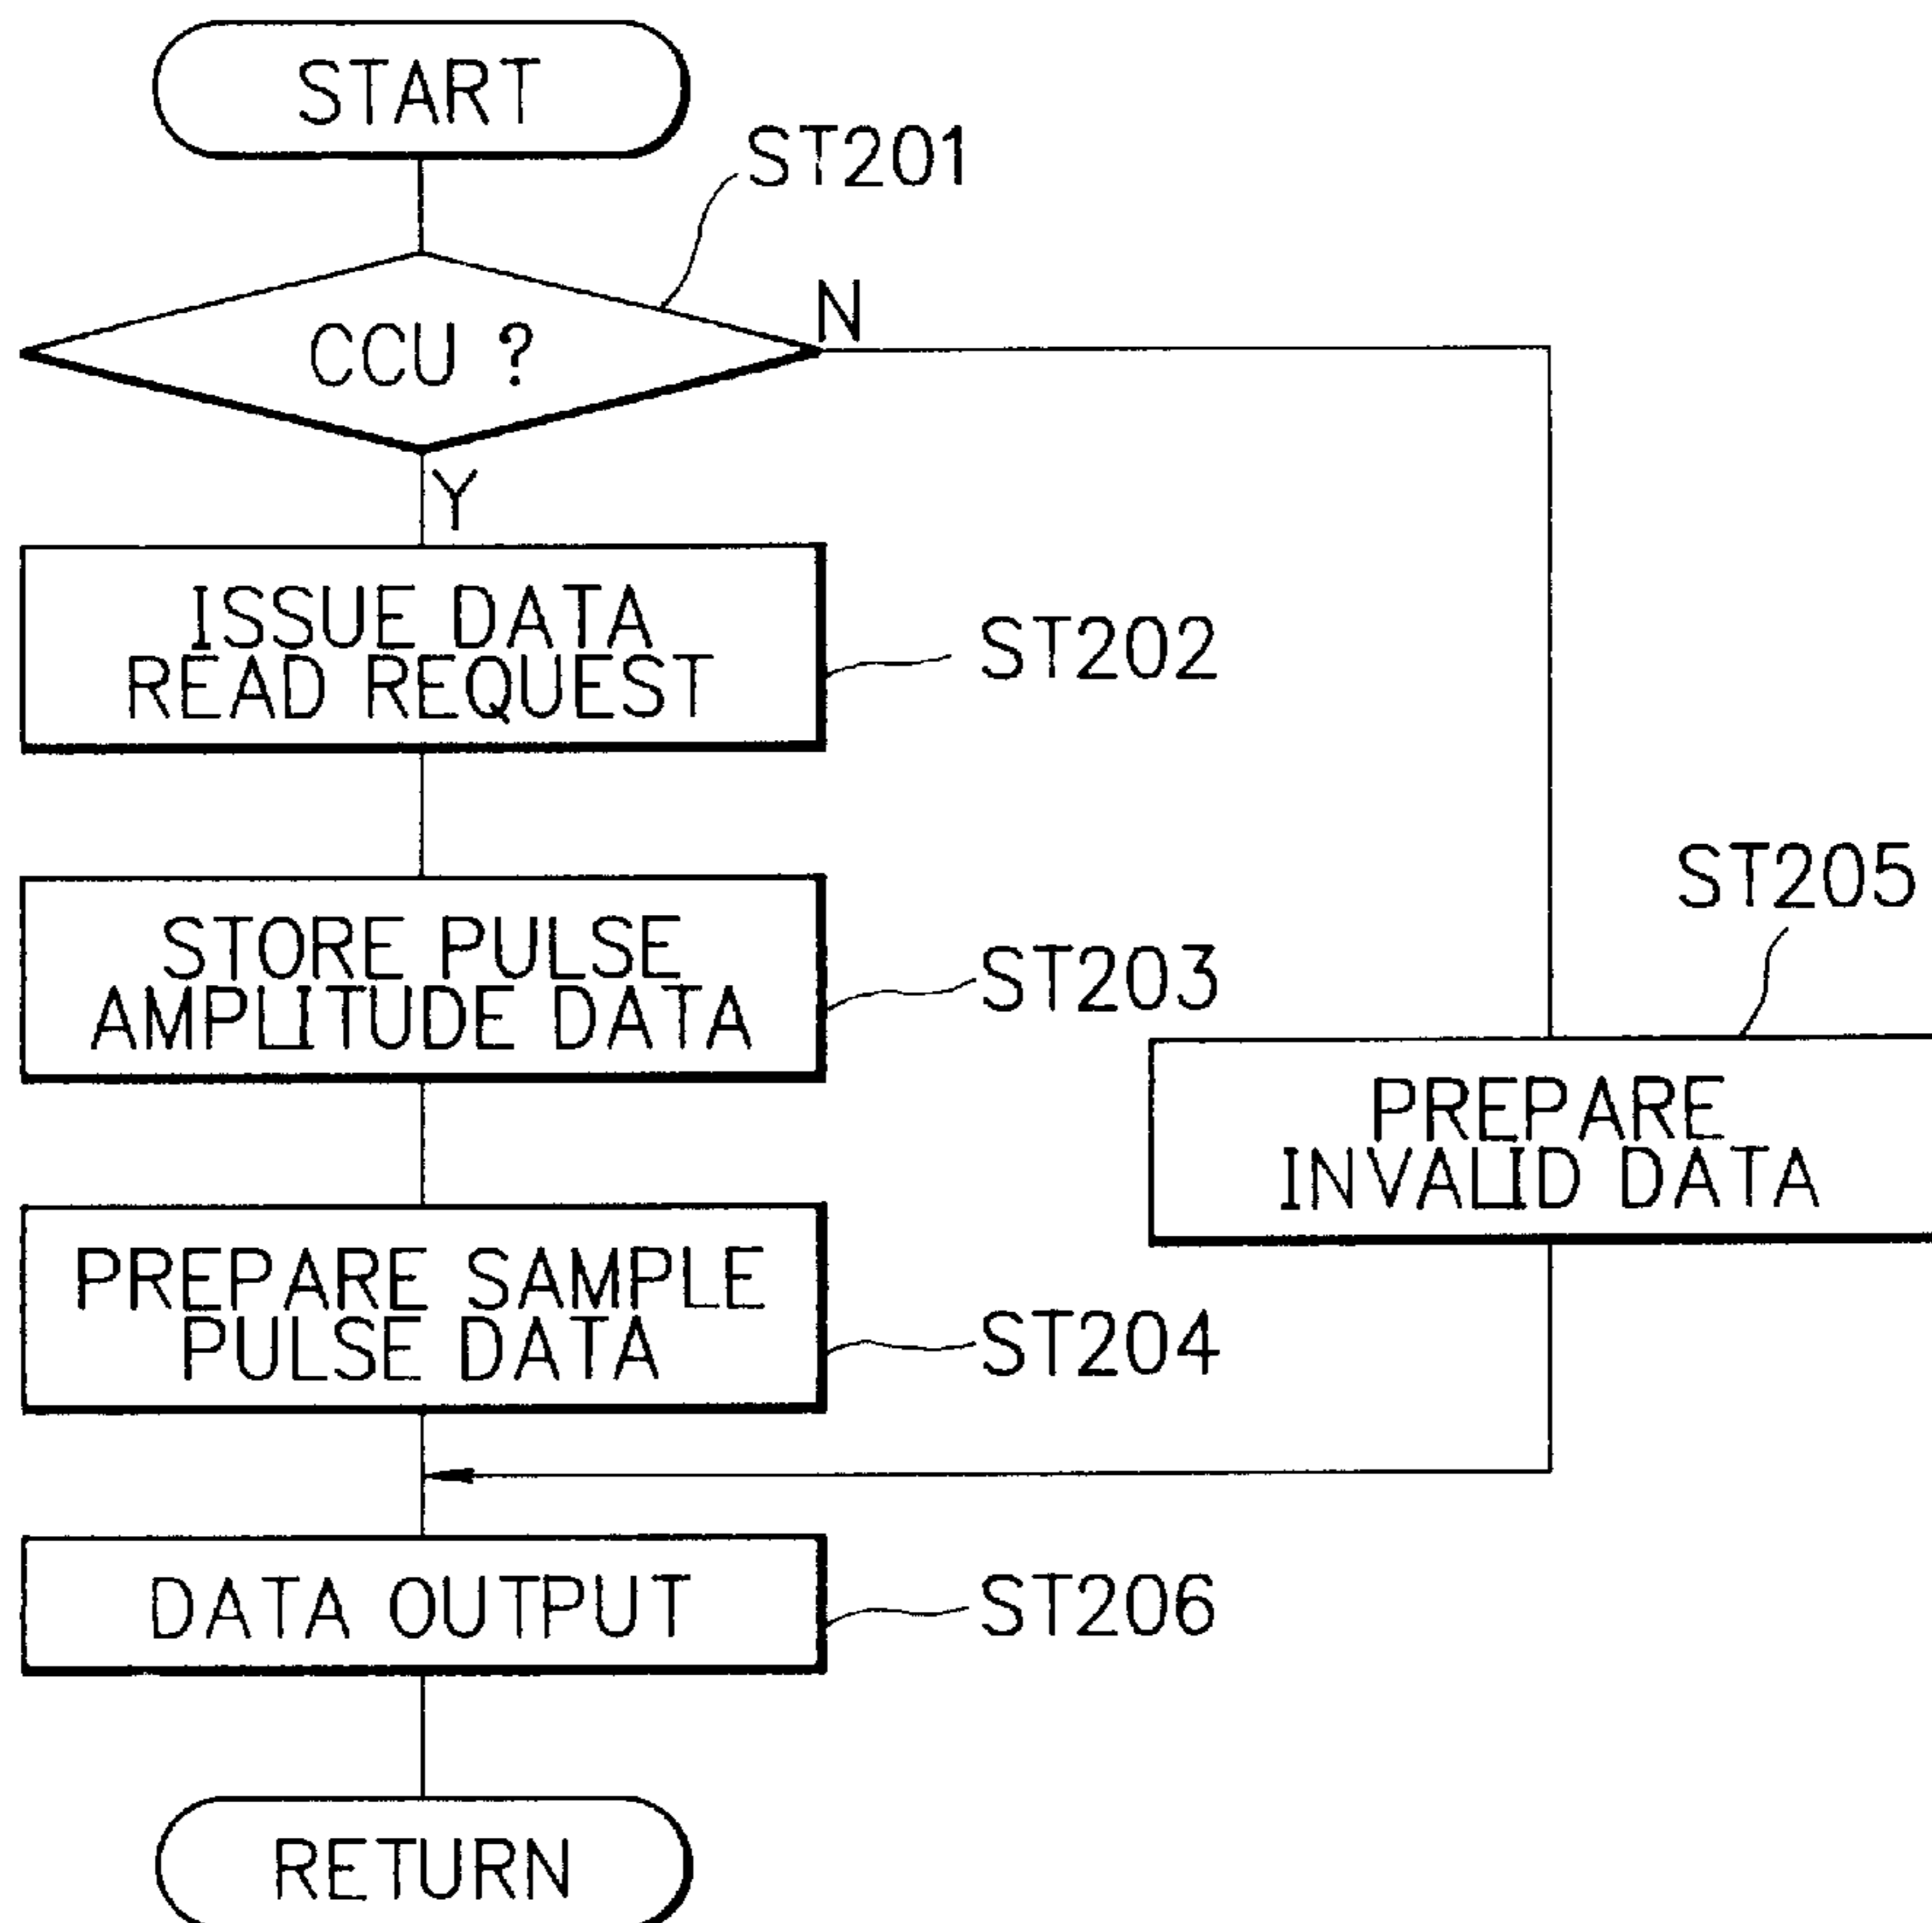 START
ST201
CCU ?
N
Y
ISSUE DATA
READ REQUEST
ST202
STORE PULSE
AMPLITUDE DATA
ST203
ST205
PREPARE
INVALID DATA
PREPARE SAMPLE
PULSE DATA
ST204
DATA OUTPUT
ST206
RETURN